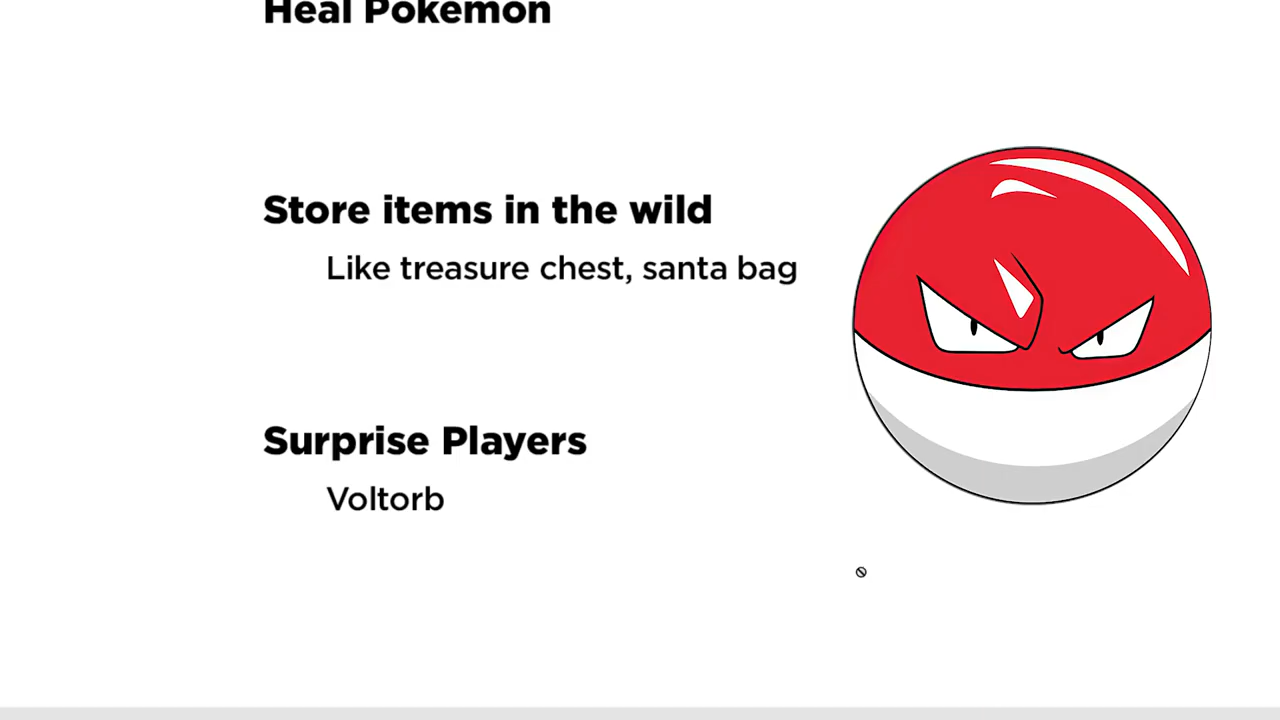 Heal Pokemon
Store items in the wild
Like treasure chest, santa bag
Surprise Players
Voltorb